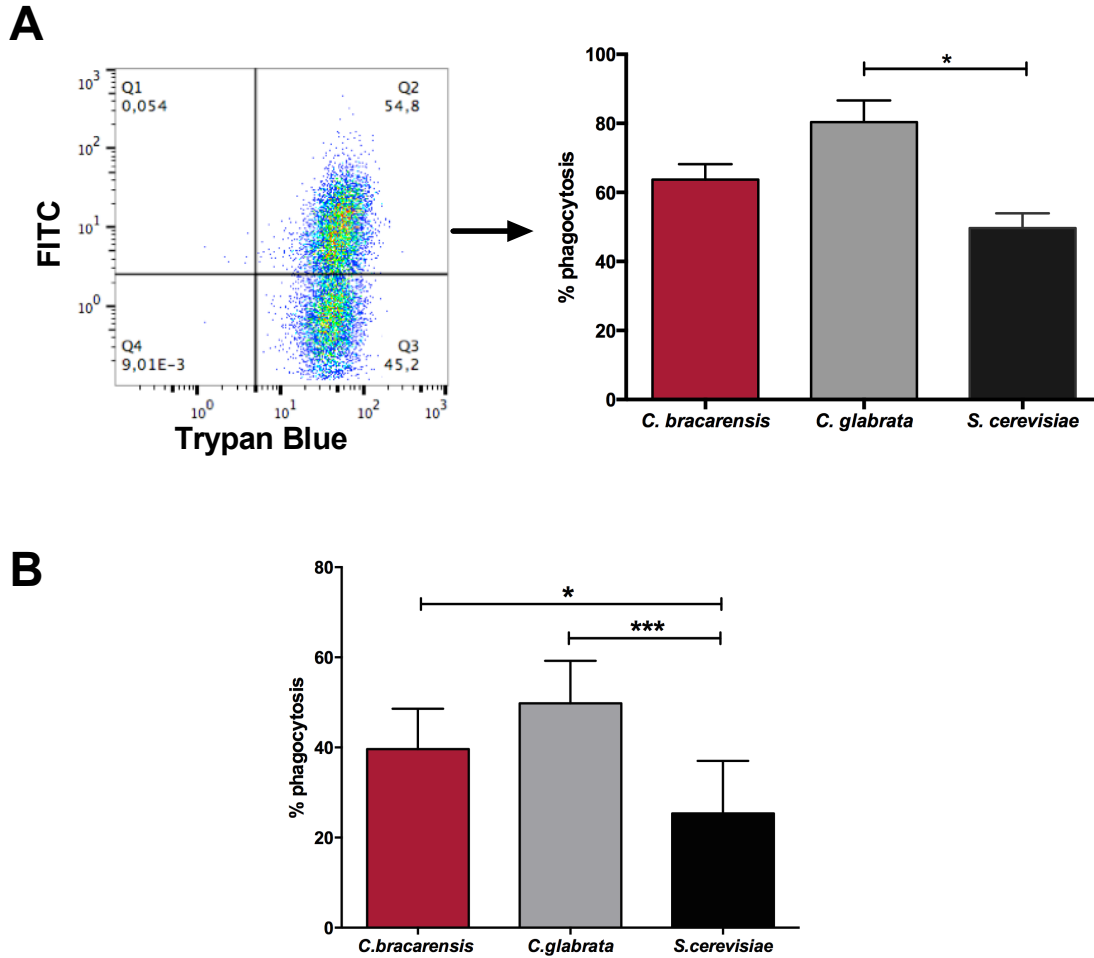 A
Q1
0,054
Q2
54,8
Q4
9,01E-3
Q3
45,2
10³
10²
10¹
10⁰
10⁰
10¹
10²
10³
FITC
Trypan Blue
100
80
60
40
20
0
% phagocytosis
*
C. bracarensis
C. glabrata
S. cerevisiae
B
80
60
40
20
0
% phagocytosis
*
***
C.bracarensis
C.glabrata
S.cerevisiae